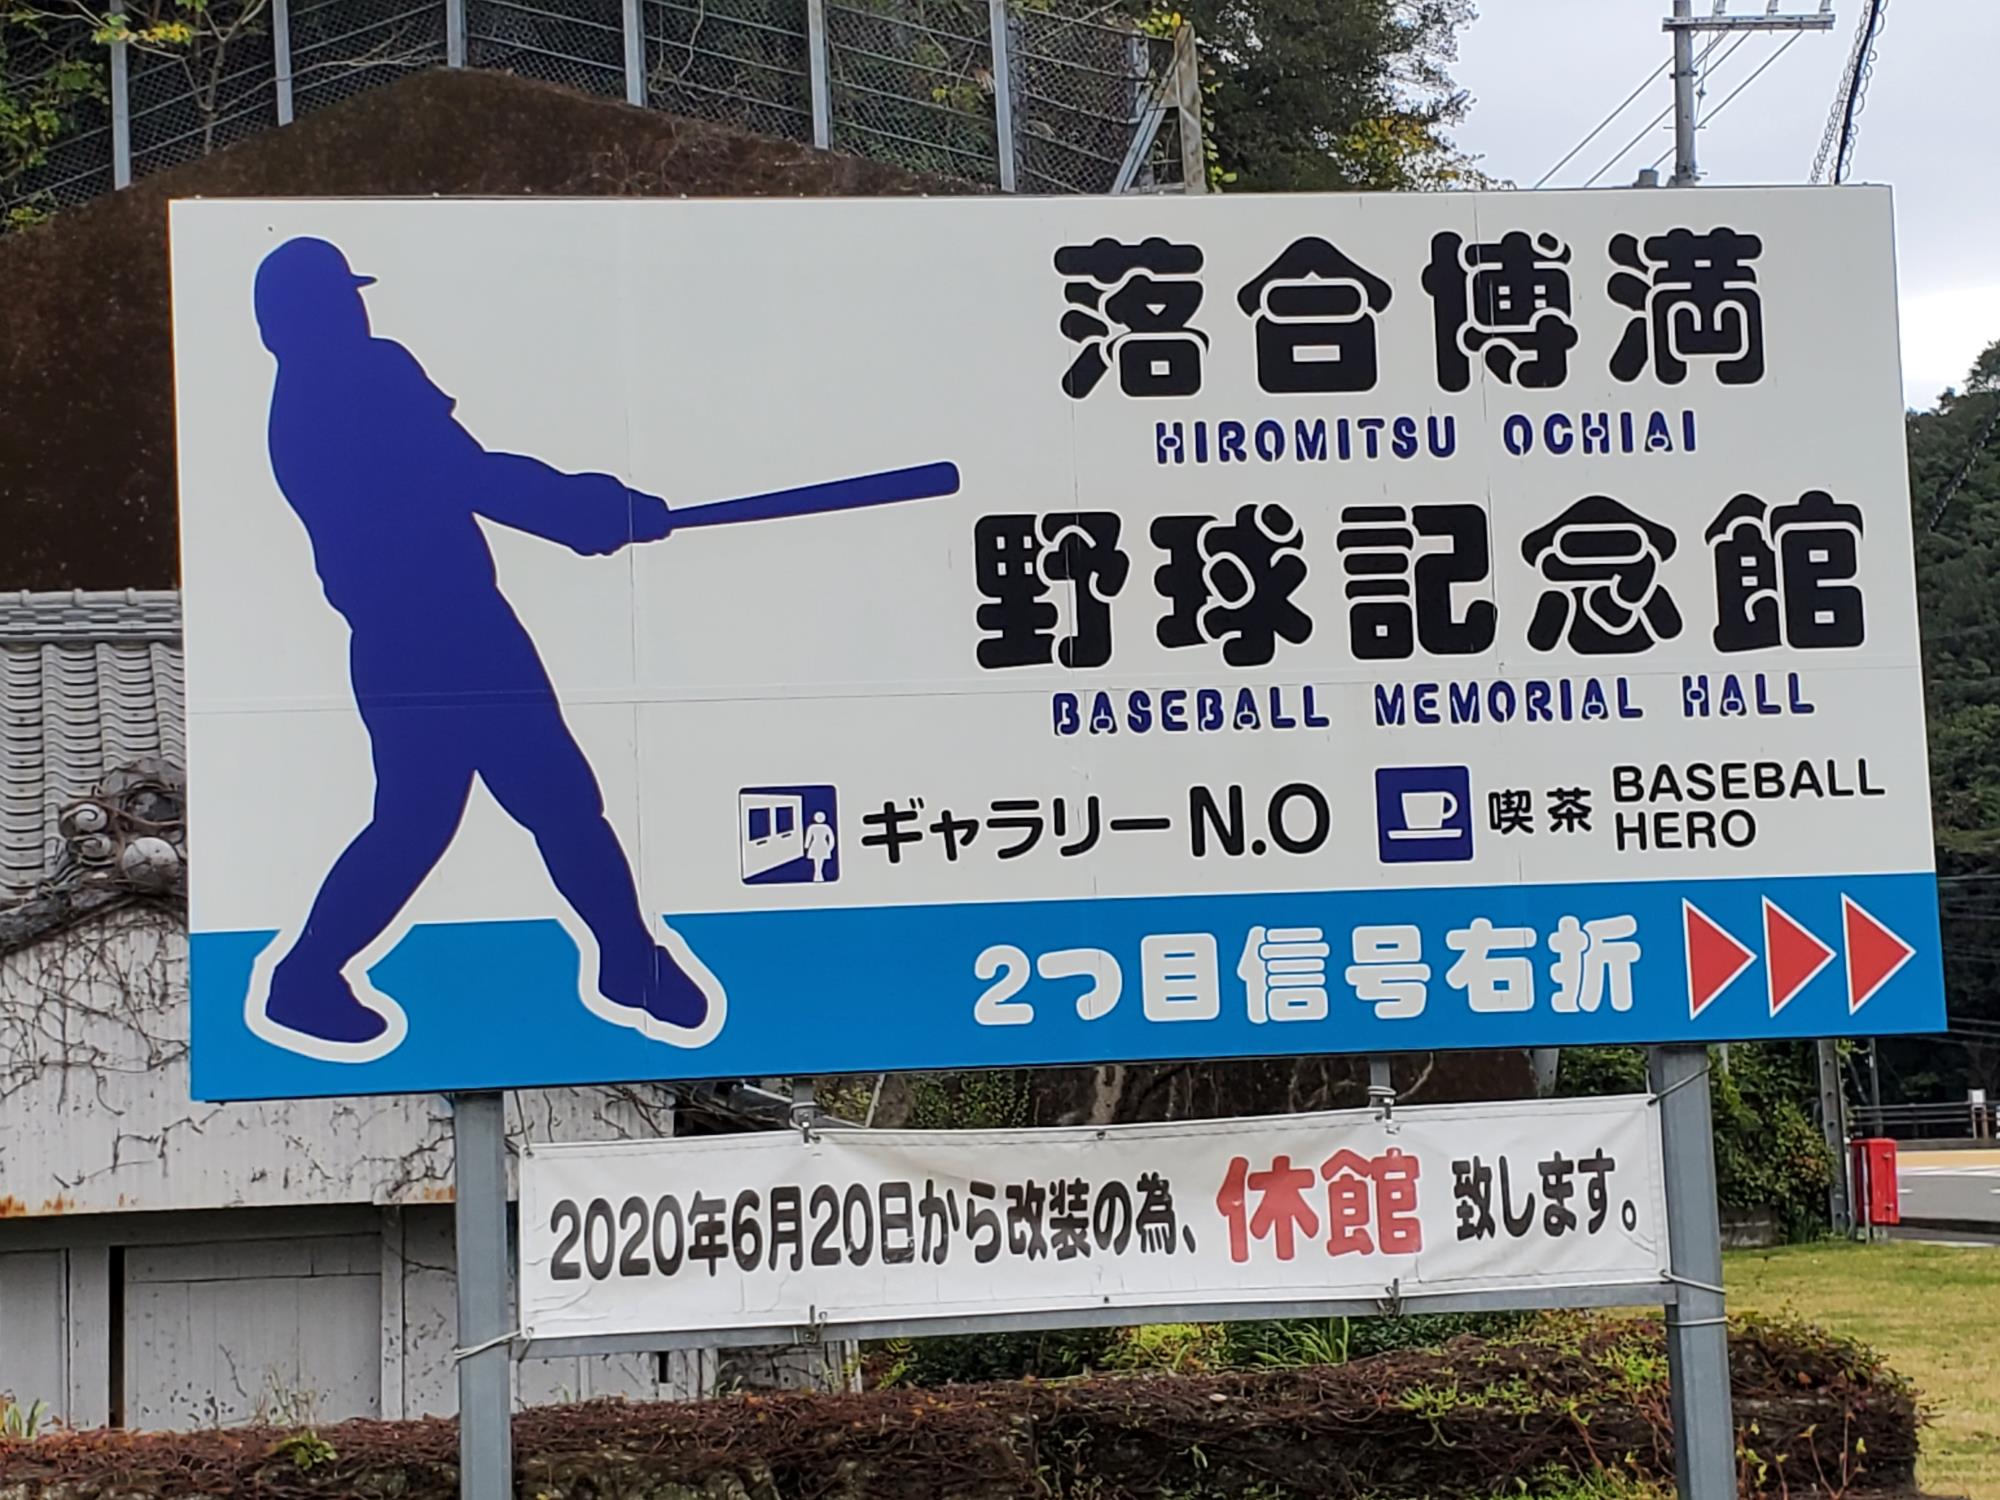 落合博満
HIROMITSU OCHIAI
野球記念館
BASEBALL MEMORIAL HALL
ギャラリーN.O 喫茶 BASEBALL HERO
2つ目信号右折
2020年6月20日から改装の為、休館 致します。